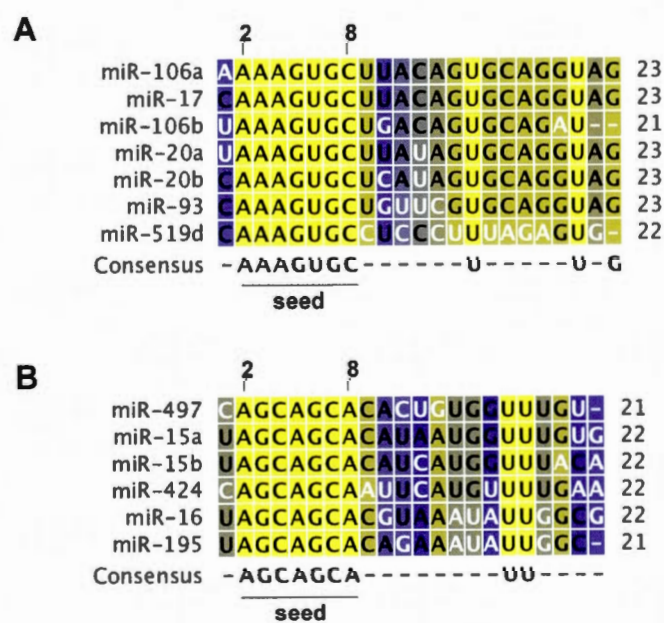 A
2 8
miR-106a AAAAGUGCUUACAGUGCAGGUAG 23
miR-17 CAAAGUGCUUACAGUGCAGGUAG 23
miR-106b UAAAGUGCUGACAGUGCAGAU-- 21
miR-20a UAAAGUGCUUAUAGUGCAGGUAG 23
miR-20b CAAAGUGCUCAUAGUGCAGGUAG 23
miR-93 CAAAGUGCUGUUCGUGCAGGUAG 23
miR-519d CAAAGUGCCUCCCUUUAGAGUG- 22
Consensus -AAAGUGC------U-----U-G
seed
B
2 8
miR-497 CAGCAGCACACUGUGGUUUGU- 21
miR-15a UAGCAGCACAUAAUGGUUUGUG 22
miR-15b UAGCAGCACAUCAUGGUUUACA 22
miR-424 CAGCAGCAAUUCAUGUUUUGAA 22
miR-16 UAGCAGCACGUAAAUAUUGGCG 22
miR-195 UAGCAGCACAGAAAUAUUGGC- 21
Consensus -AGCAGCA--------UU----
seed